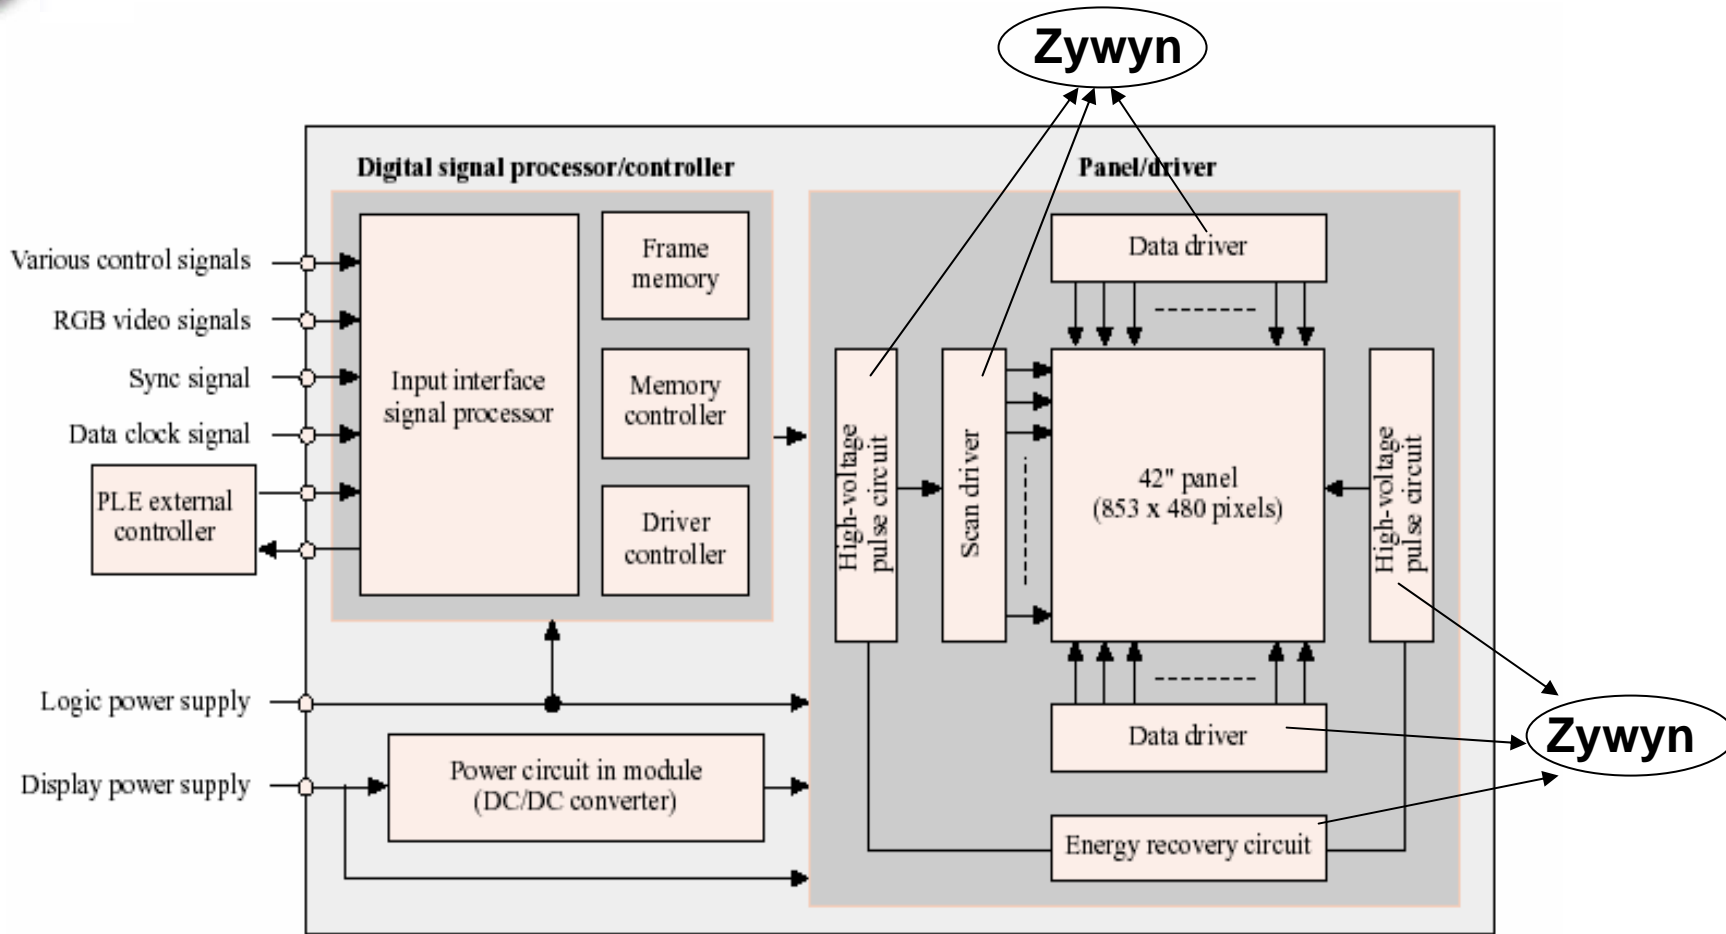 Zywyn
Digital signal processor/controller
Panel/driver
Various control signals
RGB video signals
Sync signal
Data clock signal
PLE external
controller
Input interface
signal processor
Frame
memory
Memory
controller
Driver
controller
Data driver
High-voltage
pulse circuit
Scan driver
42" panel
(853 x 480 pixels)
High-voltage
pulse circuit
Logic power supply
Display power supply
Power circuit in module
(DC/DC converter)
Data driver
Energy recovery circuit
Zywyn